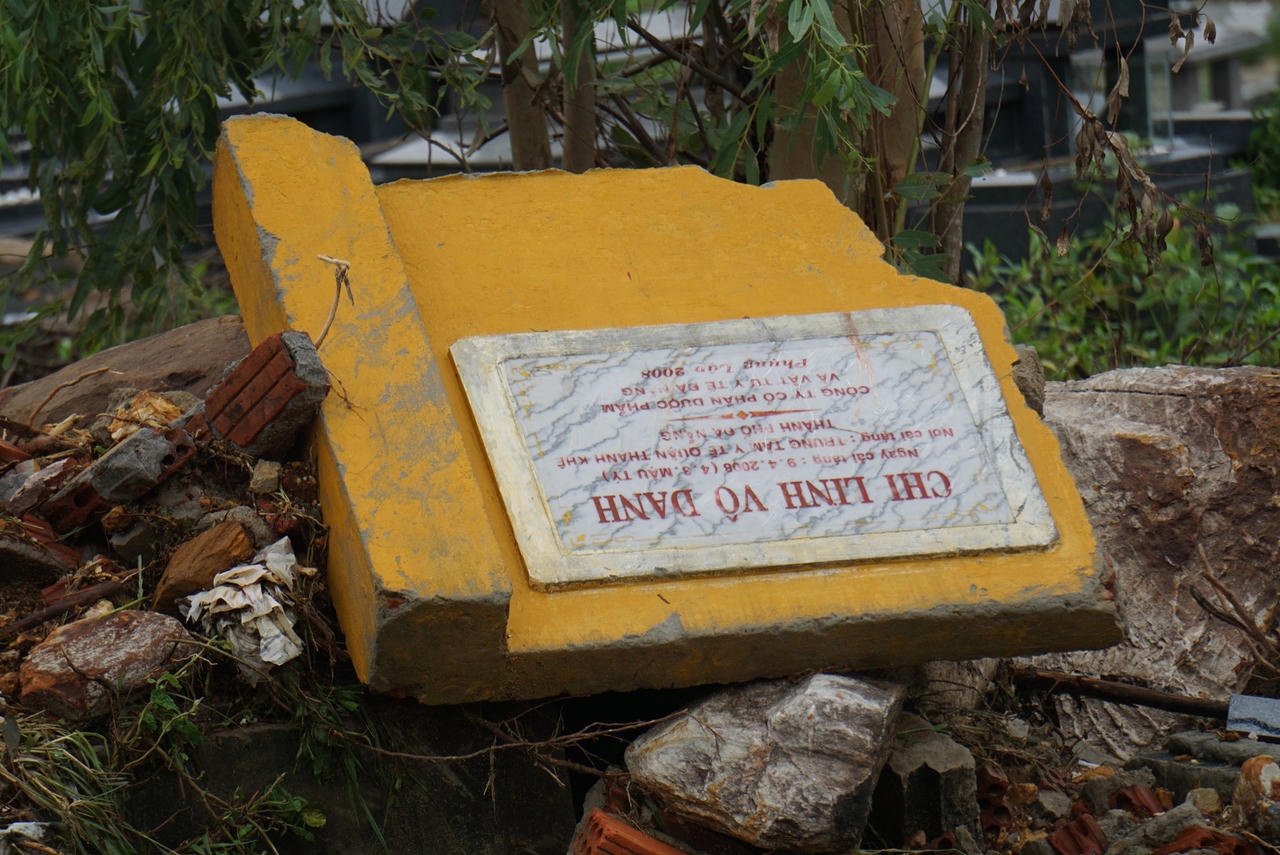 CHI LINH VÔ DANH
Ngày cải táng : 9.4.2008 (4.3. MẬU TÝ)
Nơi cải táng : TRUNG TÂM Y TẾ QUẬN THANH KHÊ
THÀNH PHỐ ĐÀ NẴNG
CÔNG TY CỔ PHẦN DƯỢC PHẨM
VÀ VẬT TƯ Y TẾ ĐÀ NẴNG
Phụng Lập 2008